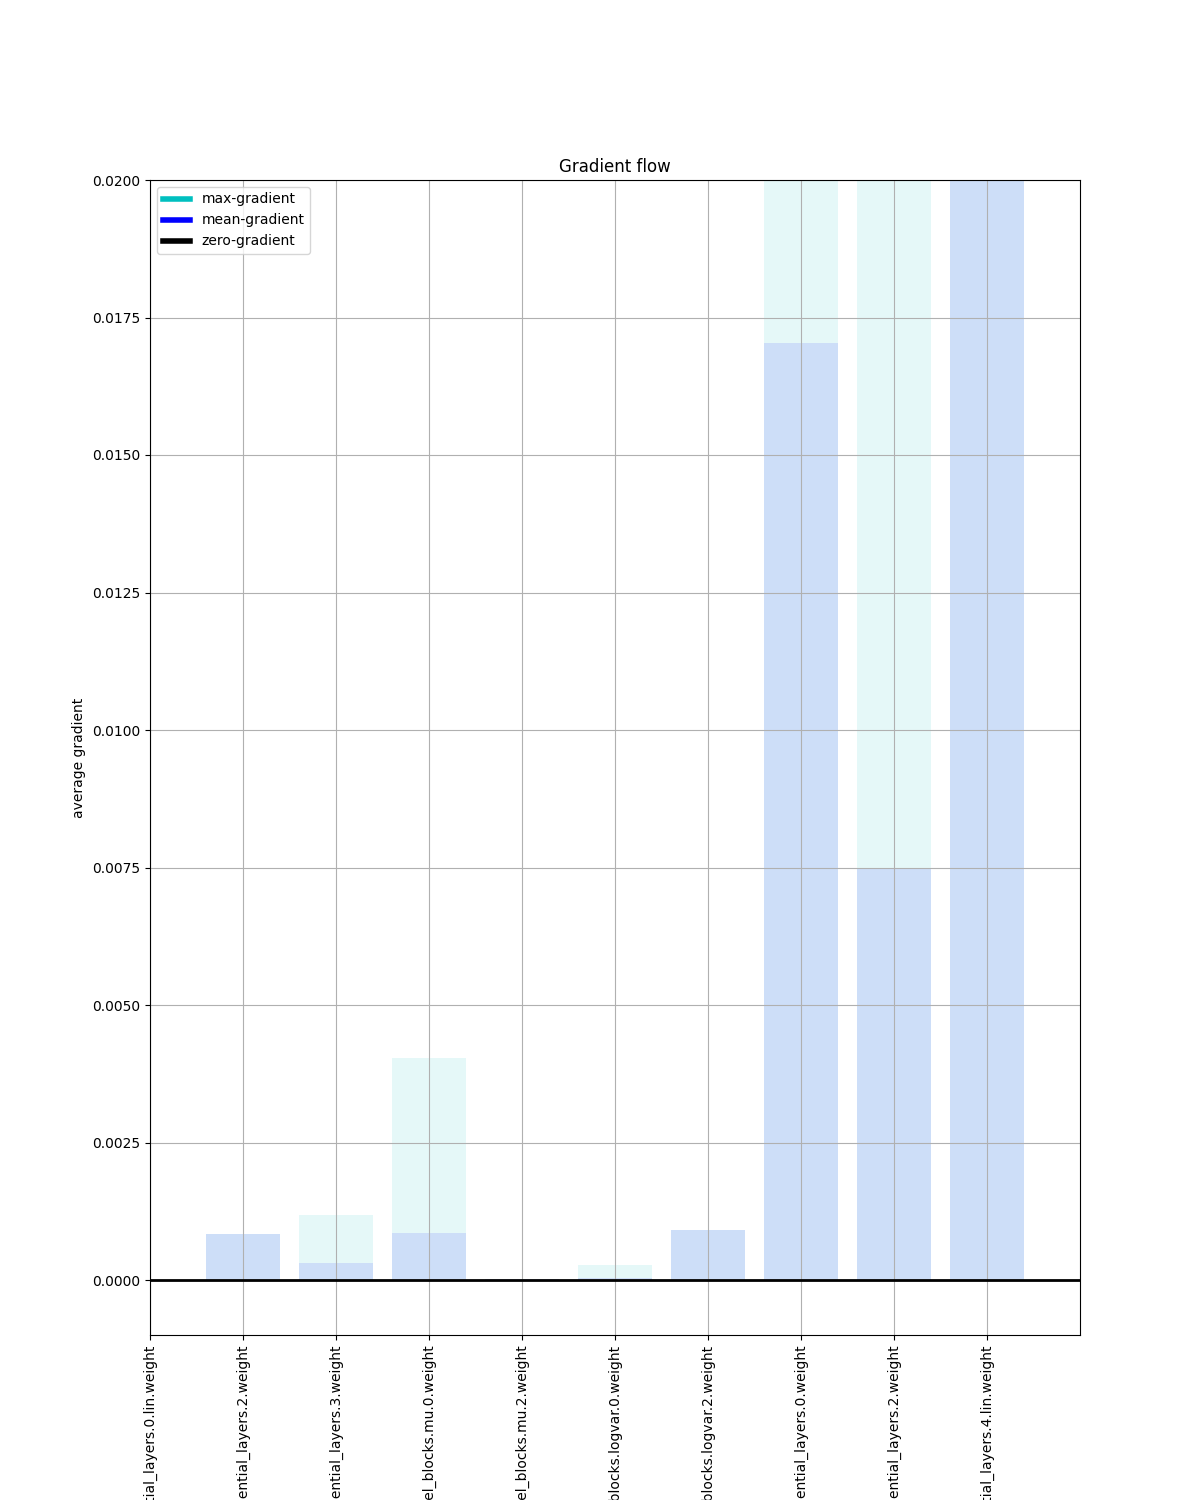 Gradient flow
max-gradient
mean-gradient
zero-gradient
0.0200
0.0175
0.0150
0.0125
0.0100
0.0075
0.0050
0.0025
0.0000
average gradient
tial_layers.0.lin.weight
ential_layers.2.weight
ential_layers.3.weight
el_blocks.mu.0.weight
el_blocks.mu.2.weight
blocks.logvar.0.weight
blocks.logvar.2.weight
ential_layers.0.weight
ential_layers.2.weight
tial_layers.4.lin.weight